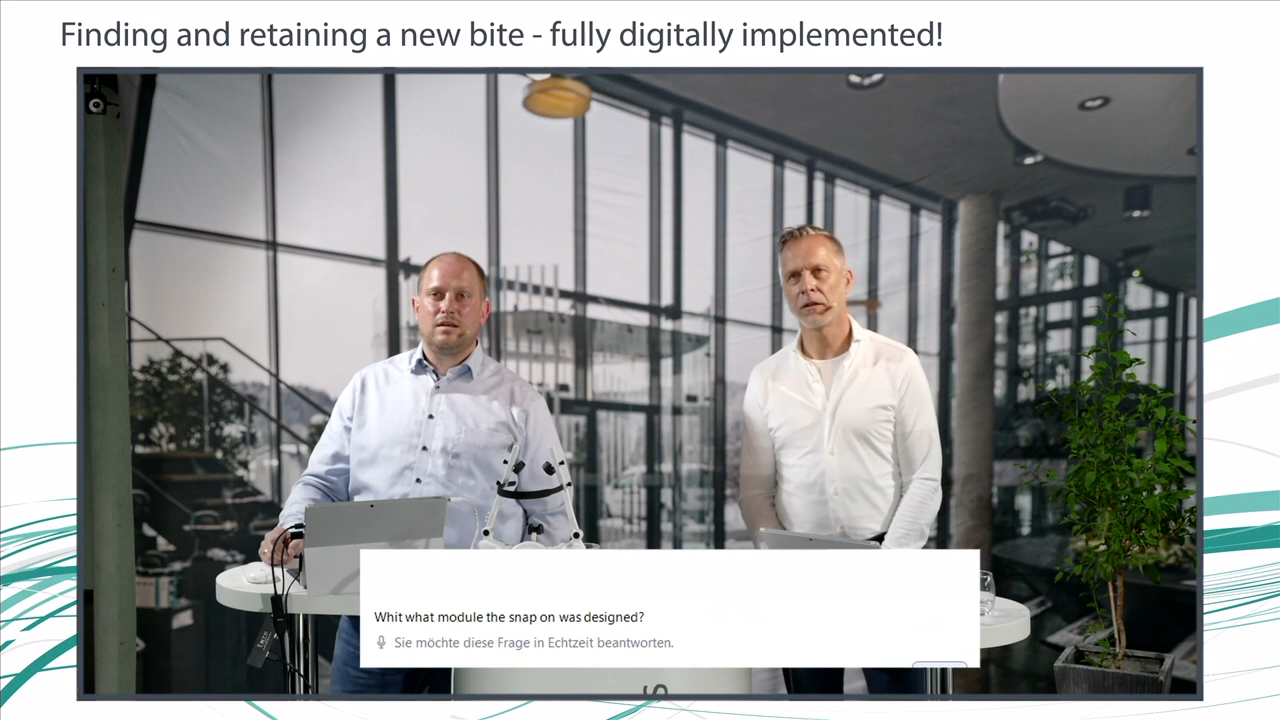 Finding and retaining a new bite - fully digitally implemented!
Whit what module the snap on was designed?
Sie möchte diese Frage in Echtzeit beantworten.